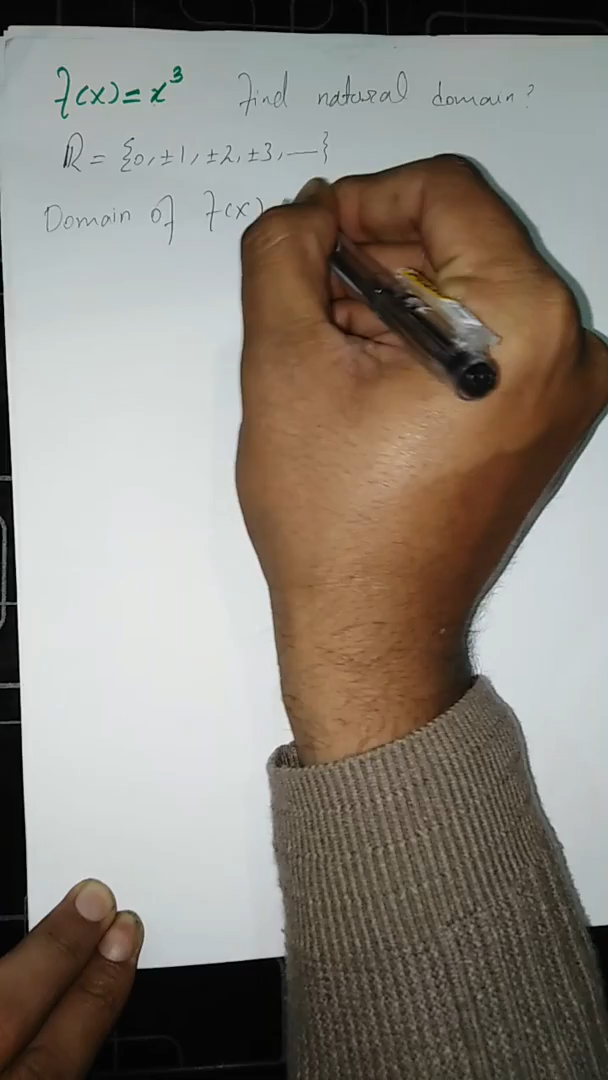 f(x)=x³ Find natural domain?
ℝ = {0, ±1, ±2, ±3, —}
Domain of f(x)